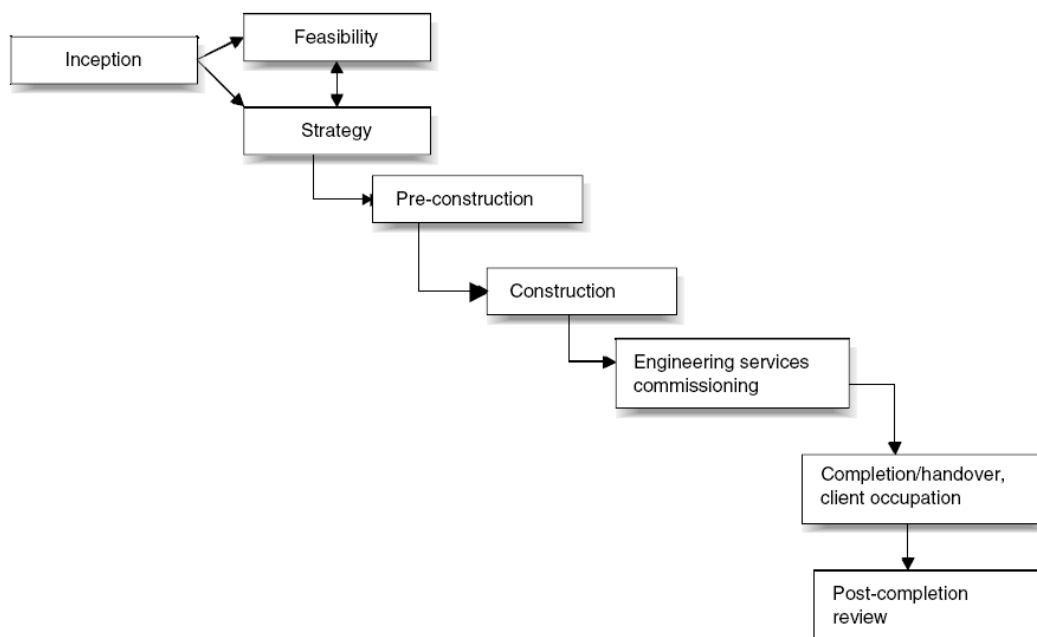 Inception
Feasibility
Strategy
Pre-construction
Construction
Engineering services
commissioning
Completion/handover,
client occupation
Post-completion
review